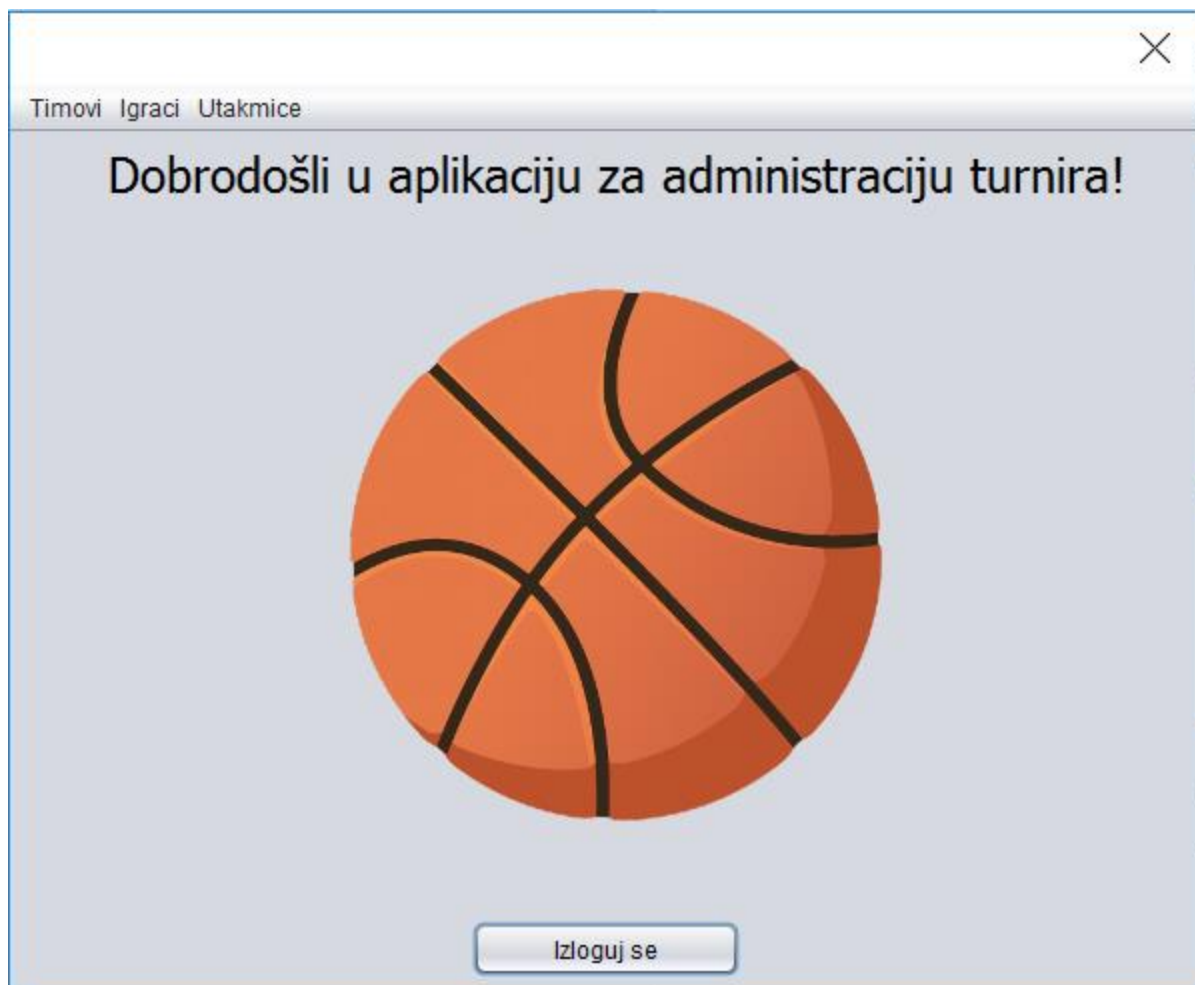 Timovi Igraci Utakmice
Dobrodošli u aplikaciju za administraciju turnira!
Izloguj se